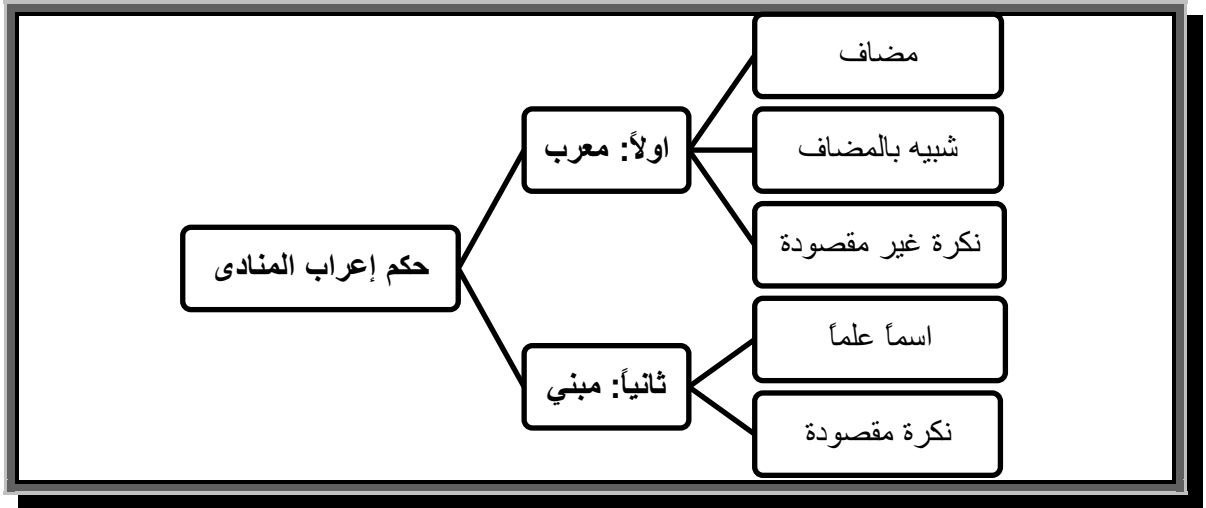 حكم إعراب المنادى
اولاً: معرب
مضاف
شبيه بالمضاف
نكرة غير مقصودة
ثانياً: مبني
اسماً علماً
نكرة مقصودة